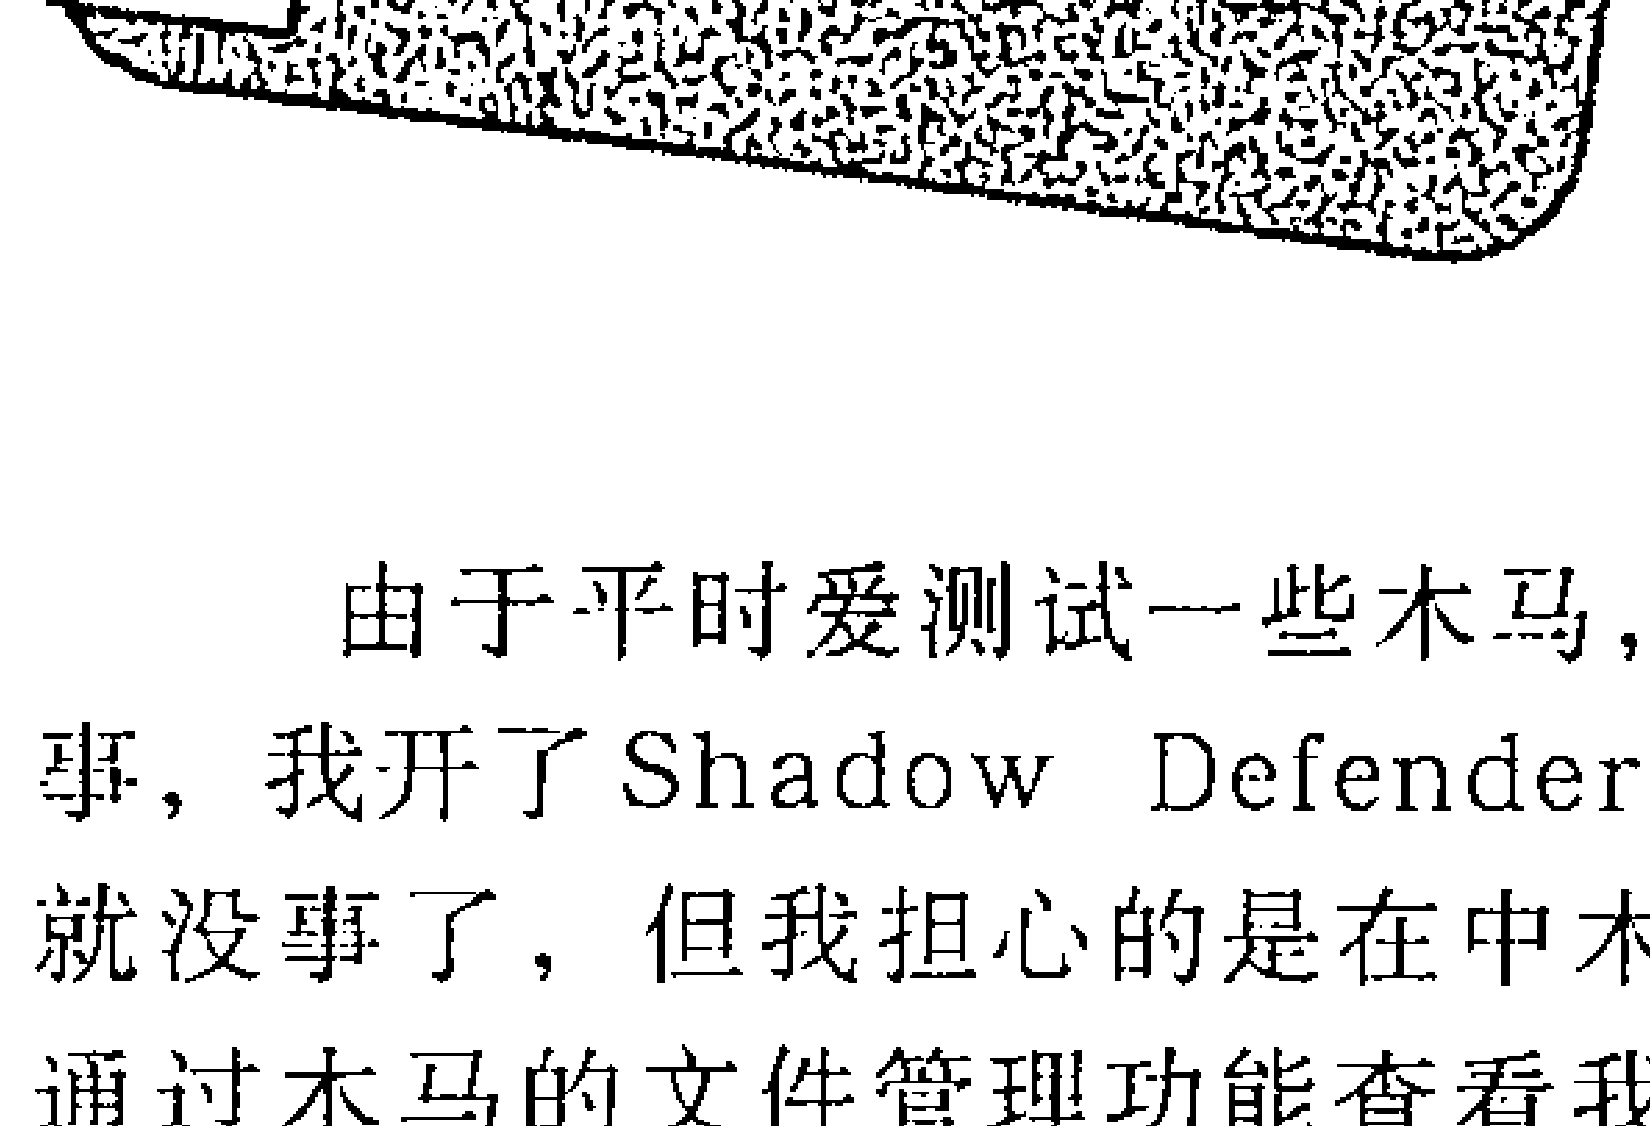 由于平时爱测试一些木马，
事，我开了Shadow Defender
就没事了，但我担心的是在中木
通过木马的文件管理功能查看我